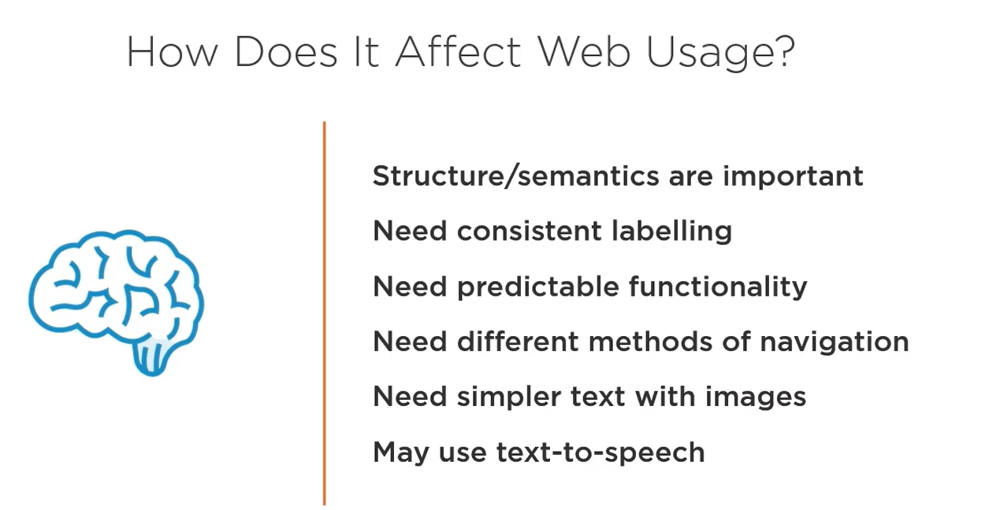 How Does It Affect Web Usage?
Structure/semantics are important
Need consistent labelling
Need predictable functionality
Need different methods of navigation
Need simpler text with images
May use text-to-speech